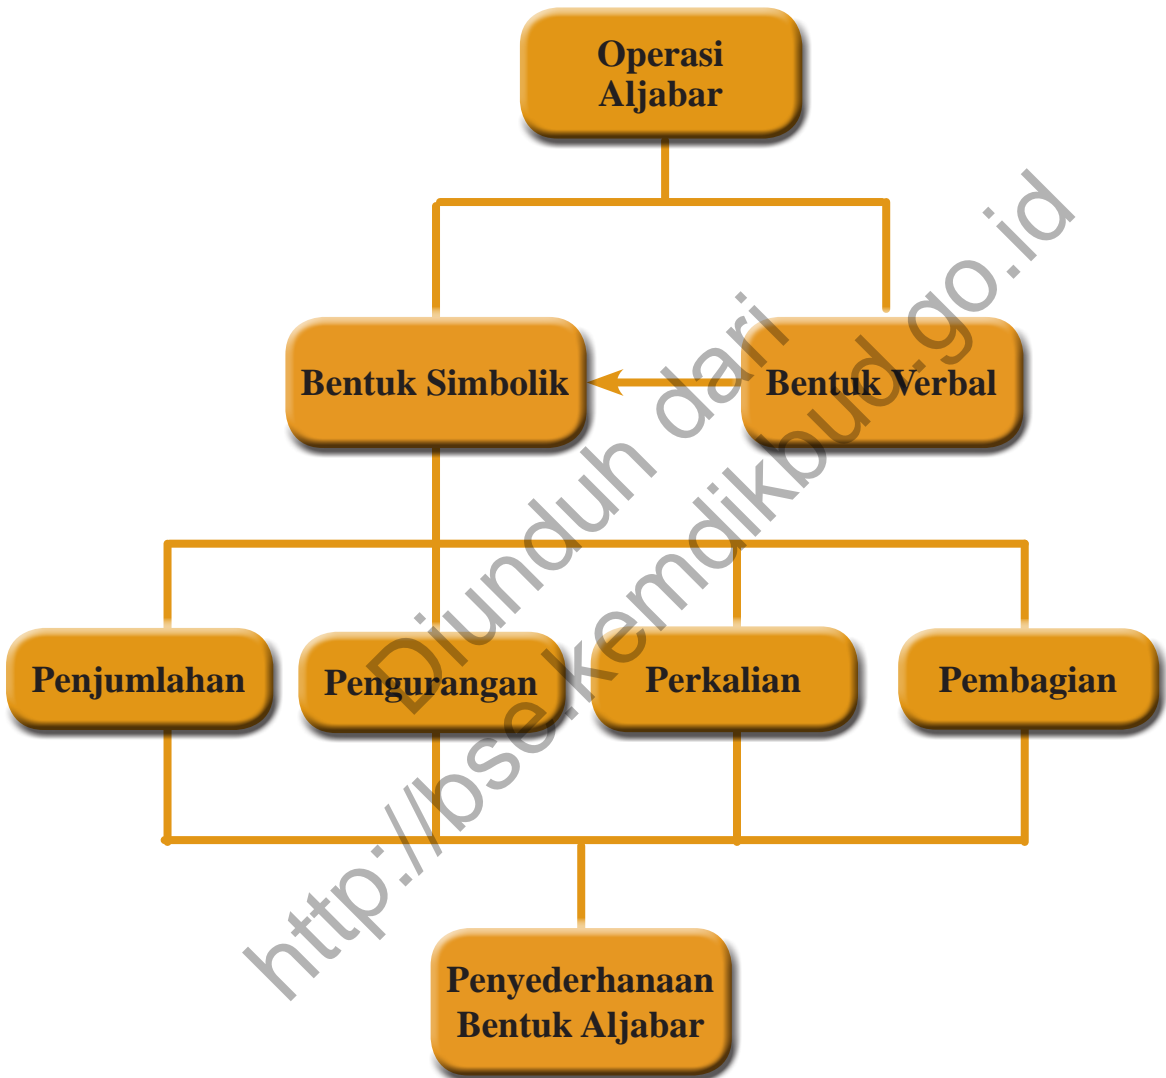 Operasi
Aljabar
Bentuk Simbolik
Bentuk Verbal
Penjumlahan
Pengurangan
Perkalian
Pembagian
Penyederhanaan
Bentuk Aljabar
Diunduh dari
http://bse.kemdikbud.go.id